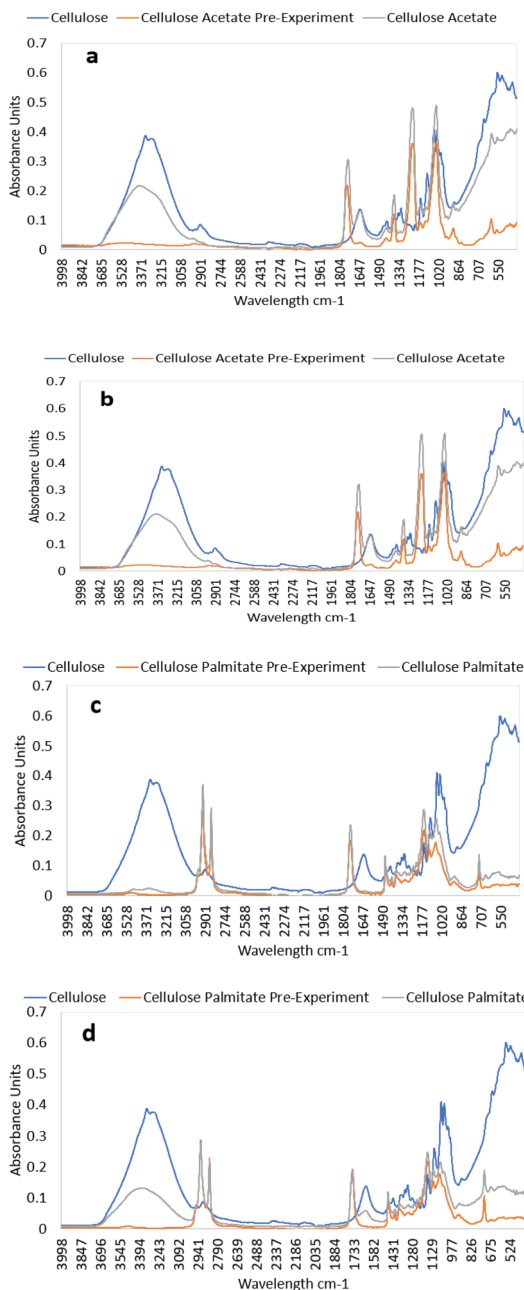 Cellulose Cellulose Acetate Pre-Experiment Cellulose Acetate
a
Absorbance Units
0.7
0.6
0.5
0.4
0.3
0.2
0.1
0
3998 3842 3685 3528 3371 3215 3058 2901 2744 2588 2431 2274 2117 1961 1804 1647 1490 1334 1177 1020 864 707 550
Wavelength cm-1
Cellulose Cellulose Acetate Pre-Experiment Cellulose Acetate
b
Absorbance Units
0.7
0.6
0.5
0.4
0.3
0.2
0.1
0
3998 3842 3685 3528 3371 3215 3058 2901 2744 2588 2431 2274 2117 1961 1804 1647 1490 1334 1177 1020 864 707 550
Wavelength cm-1
Cellulose Cellulose Palmitate Pre-Experiment Cellulose Palmitate
c
Absorbance Units
0.7
0.6
0.5
0.4
0.3
0.2
0.1
0
3998 3842 3685 3528 3371 3215 3058 2901 2744 2588 2431 2274 2117 1961 1804 1647 1490 1334 1177 1020 864 707 550
Wavelength cm-1
Cellulose Cellulose Palmitate Pre-Experiment Cellulose Palmitate
d
Absorbance Units
0.7
0.6
0.5
0.4
0.3
0.2
0.1
0
3998 3847 3696 3545 3394 3243 3092 2941 2790 2639 2488 2337 2186 2035 1884 1733 1582 1431 1280 1129 977 826 675 524
Wavelength cm-1